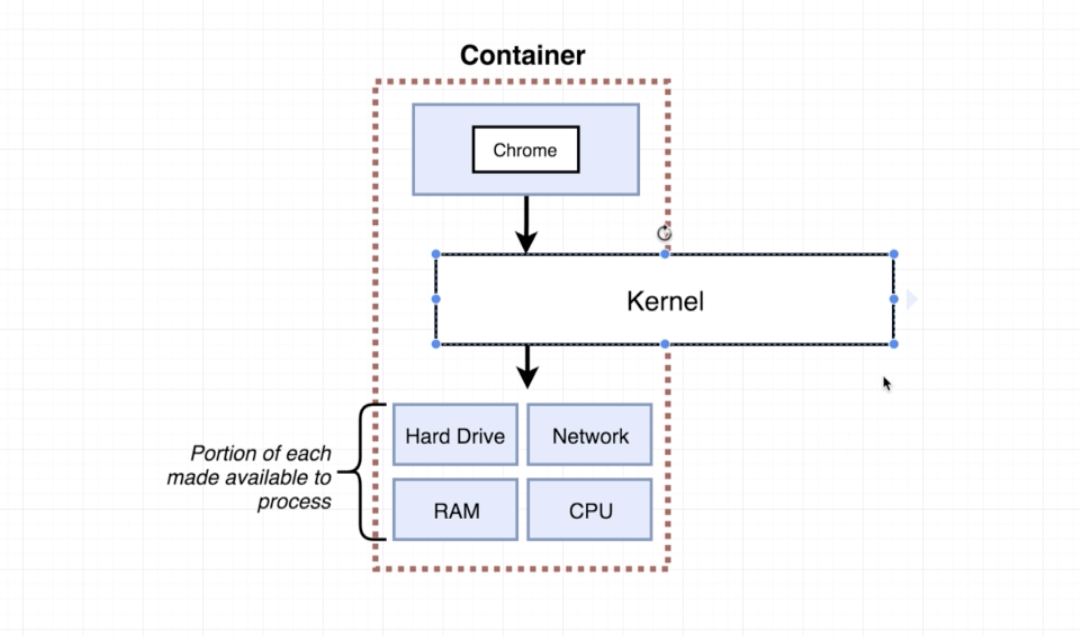 Container
Chrome
Kernel
Hard Drive
Network
Portion of each
made available to
process
RAM
CPU